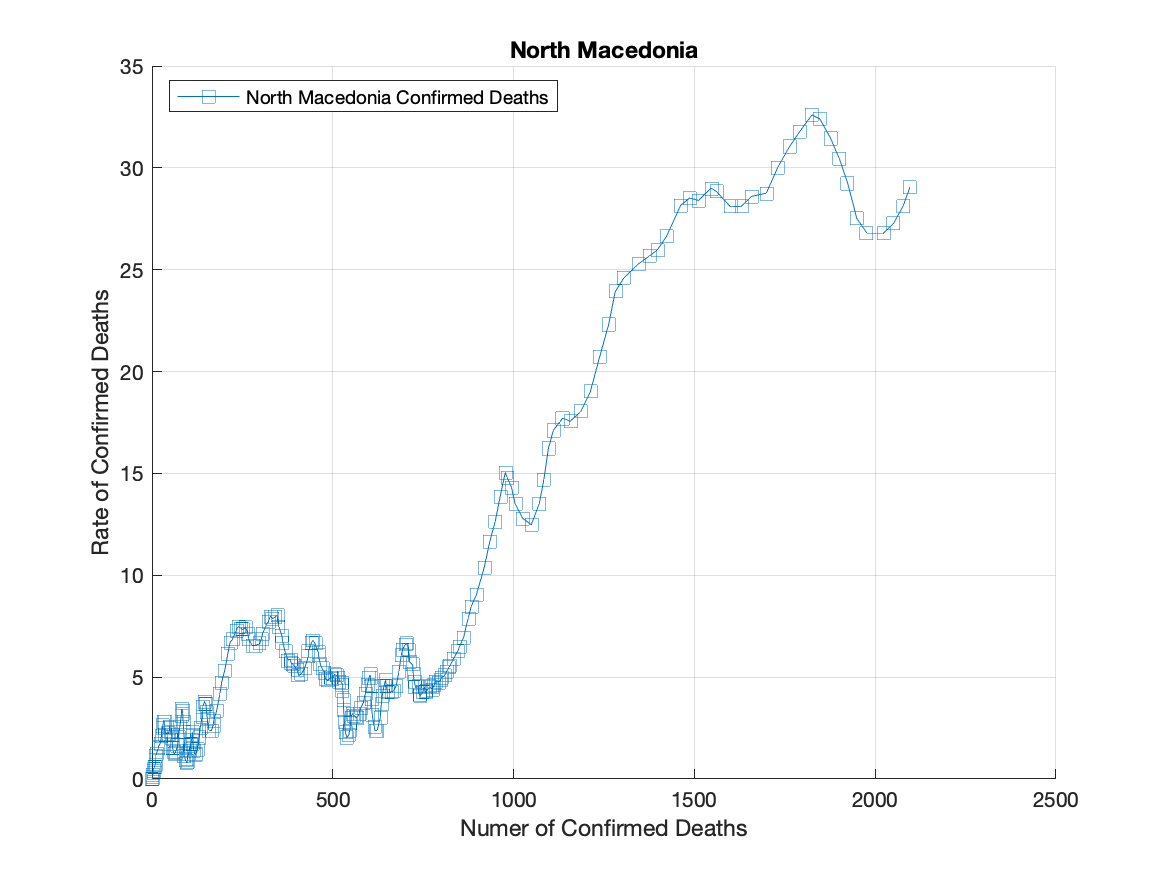 North Macedonia
35
North Macedonia Confirmed Deaths
30
25
20
15
10
5
0
Rate of Confirmed Deaths
0 500 1000 1500 2000 2500
Numer of Confirmed Deaths